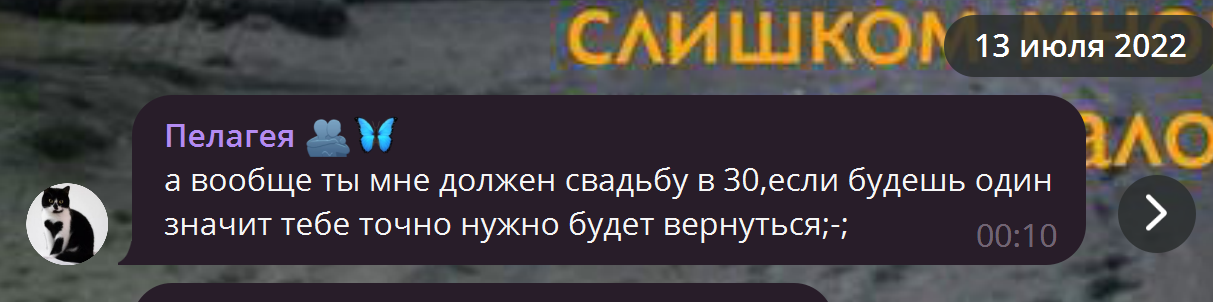 СЛИШКОМ
13 июля 2022
Пелагея 🫂🦋
а вообще ты мне должен свадьбу в 30,если будешь один
значит тебе точно нужно будет вернуться;-;
00:10